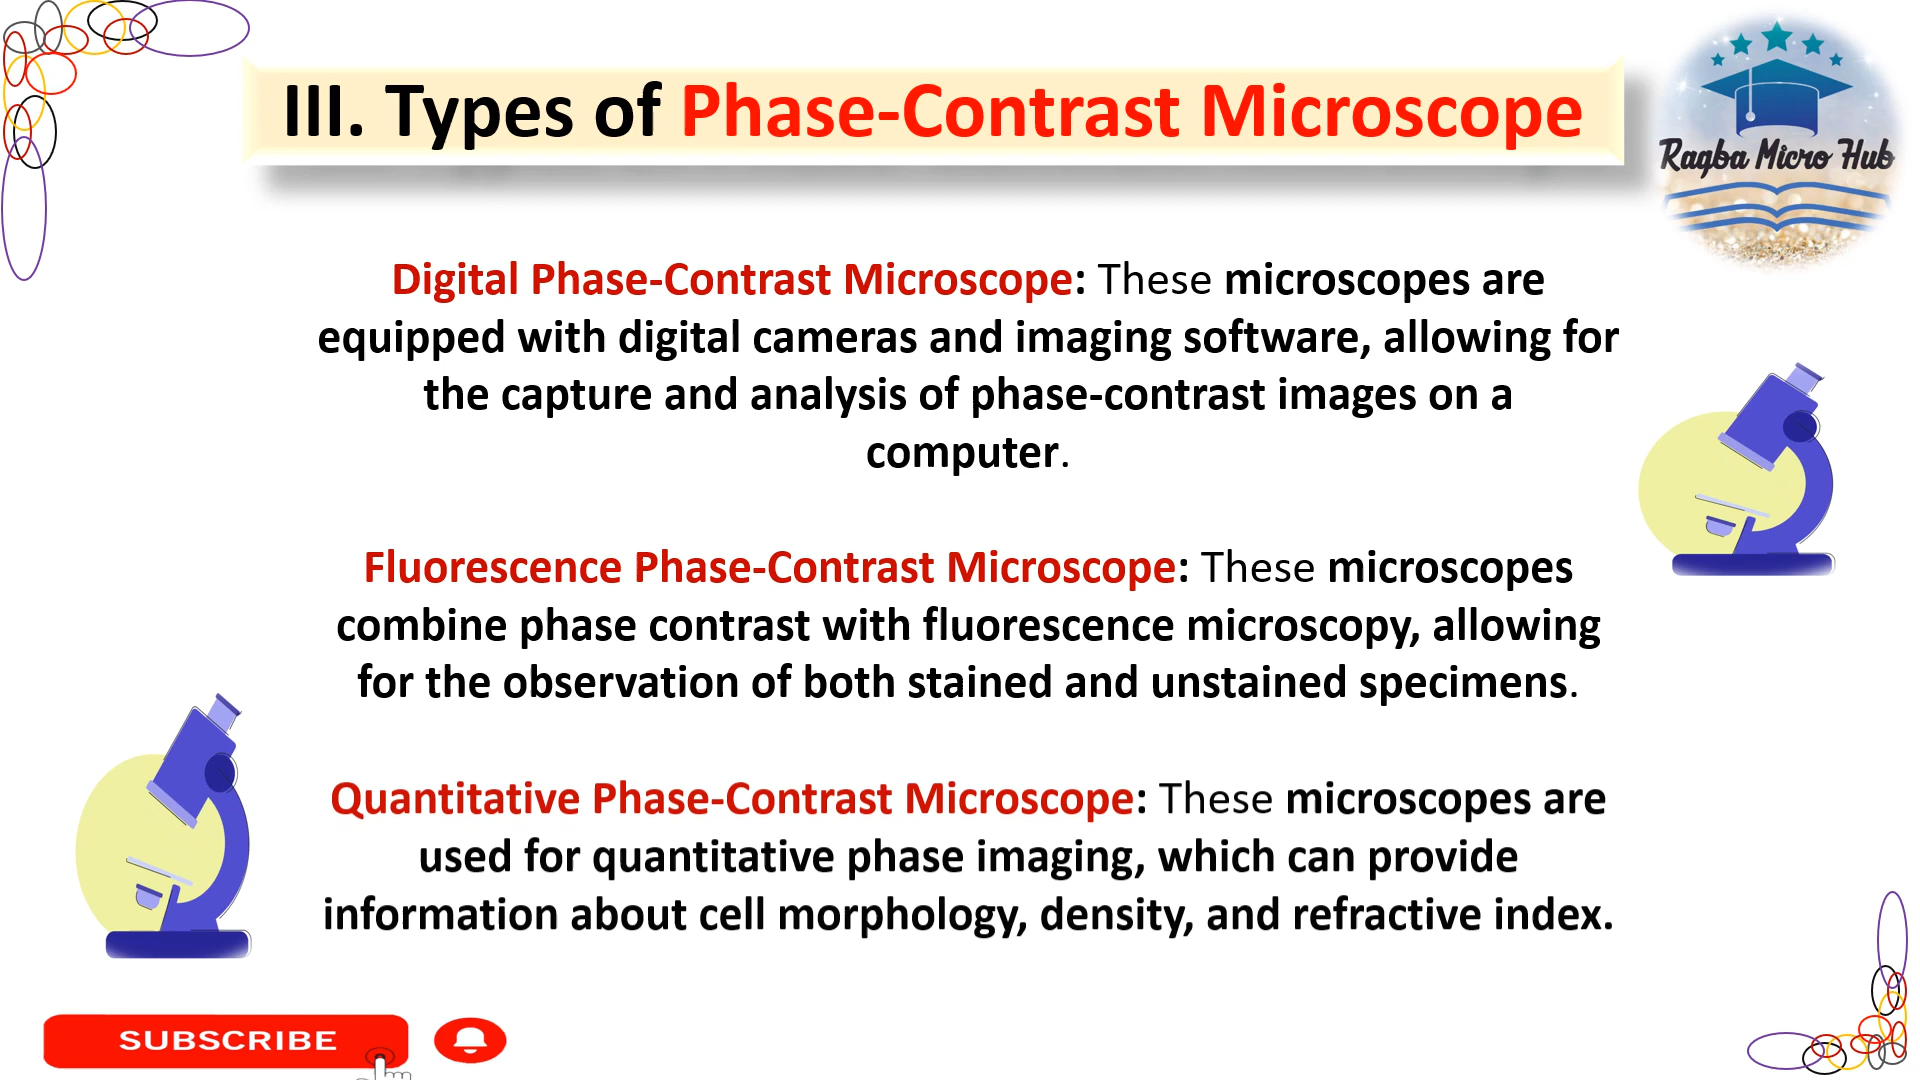 III. Types of Phase-Contrast Microscope
Ragba Micro Hub
Digital Phase-Contrast Microscope: These microscopes are
equipped with digital cameras and imaging software, allowing for
the capture and analysis of phase-contrast images on a
computer.
Fluorescence Phase-Contrast Microscope: These microscopes
combine phase contrast with fluorescence microscopy, allowing
for the observation of both stained and unstained specimens.
Quantitative Phase-Contrast Microscope: These microscopes are
used for quantitative phase imaging, which can provide
information about cell morphology, density, and refractive index.
SUBSCRIBE